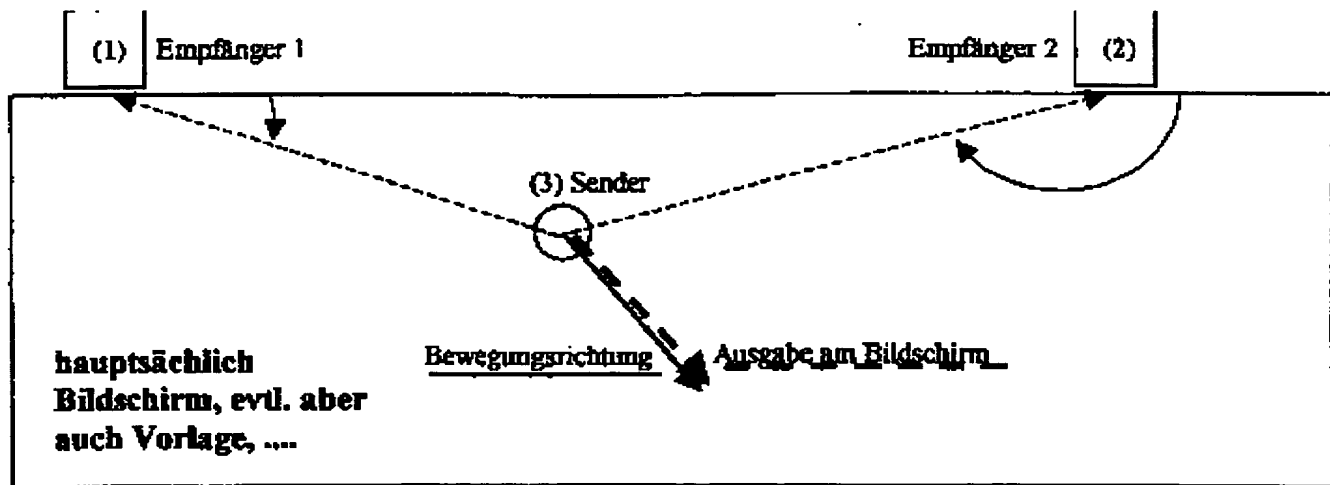 (1) Empfänger 1
Empfänger 2 (2)
(3) Sender
Bewegungsrichtung
Ausgabe am Bildschirm
hauptsächlich
Bildschirm, evtl. aber
auch Vorlage, ....